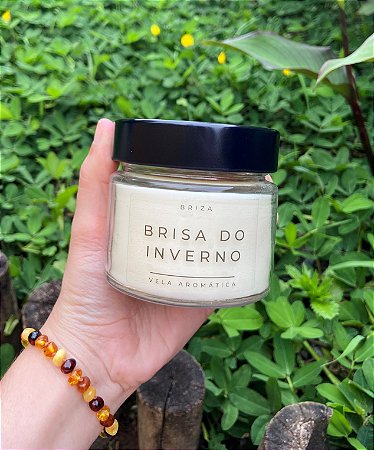 BRIZA
BRISA DO
INVERNO
VELA AROMÁTICA